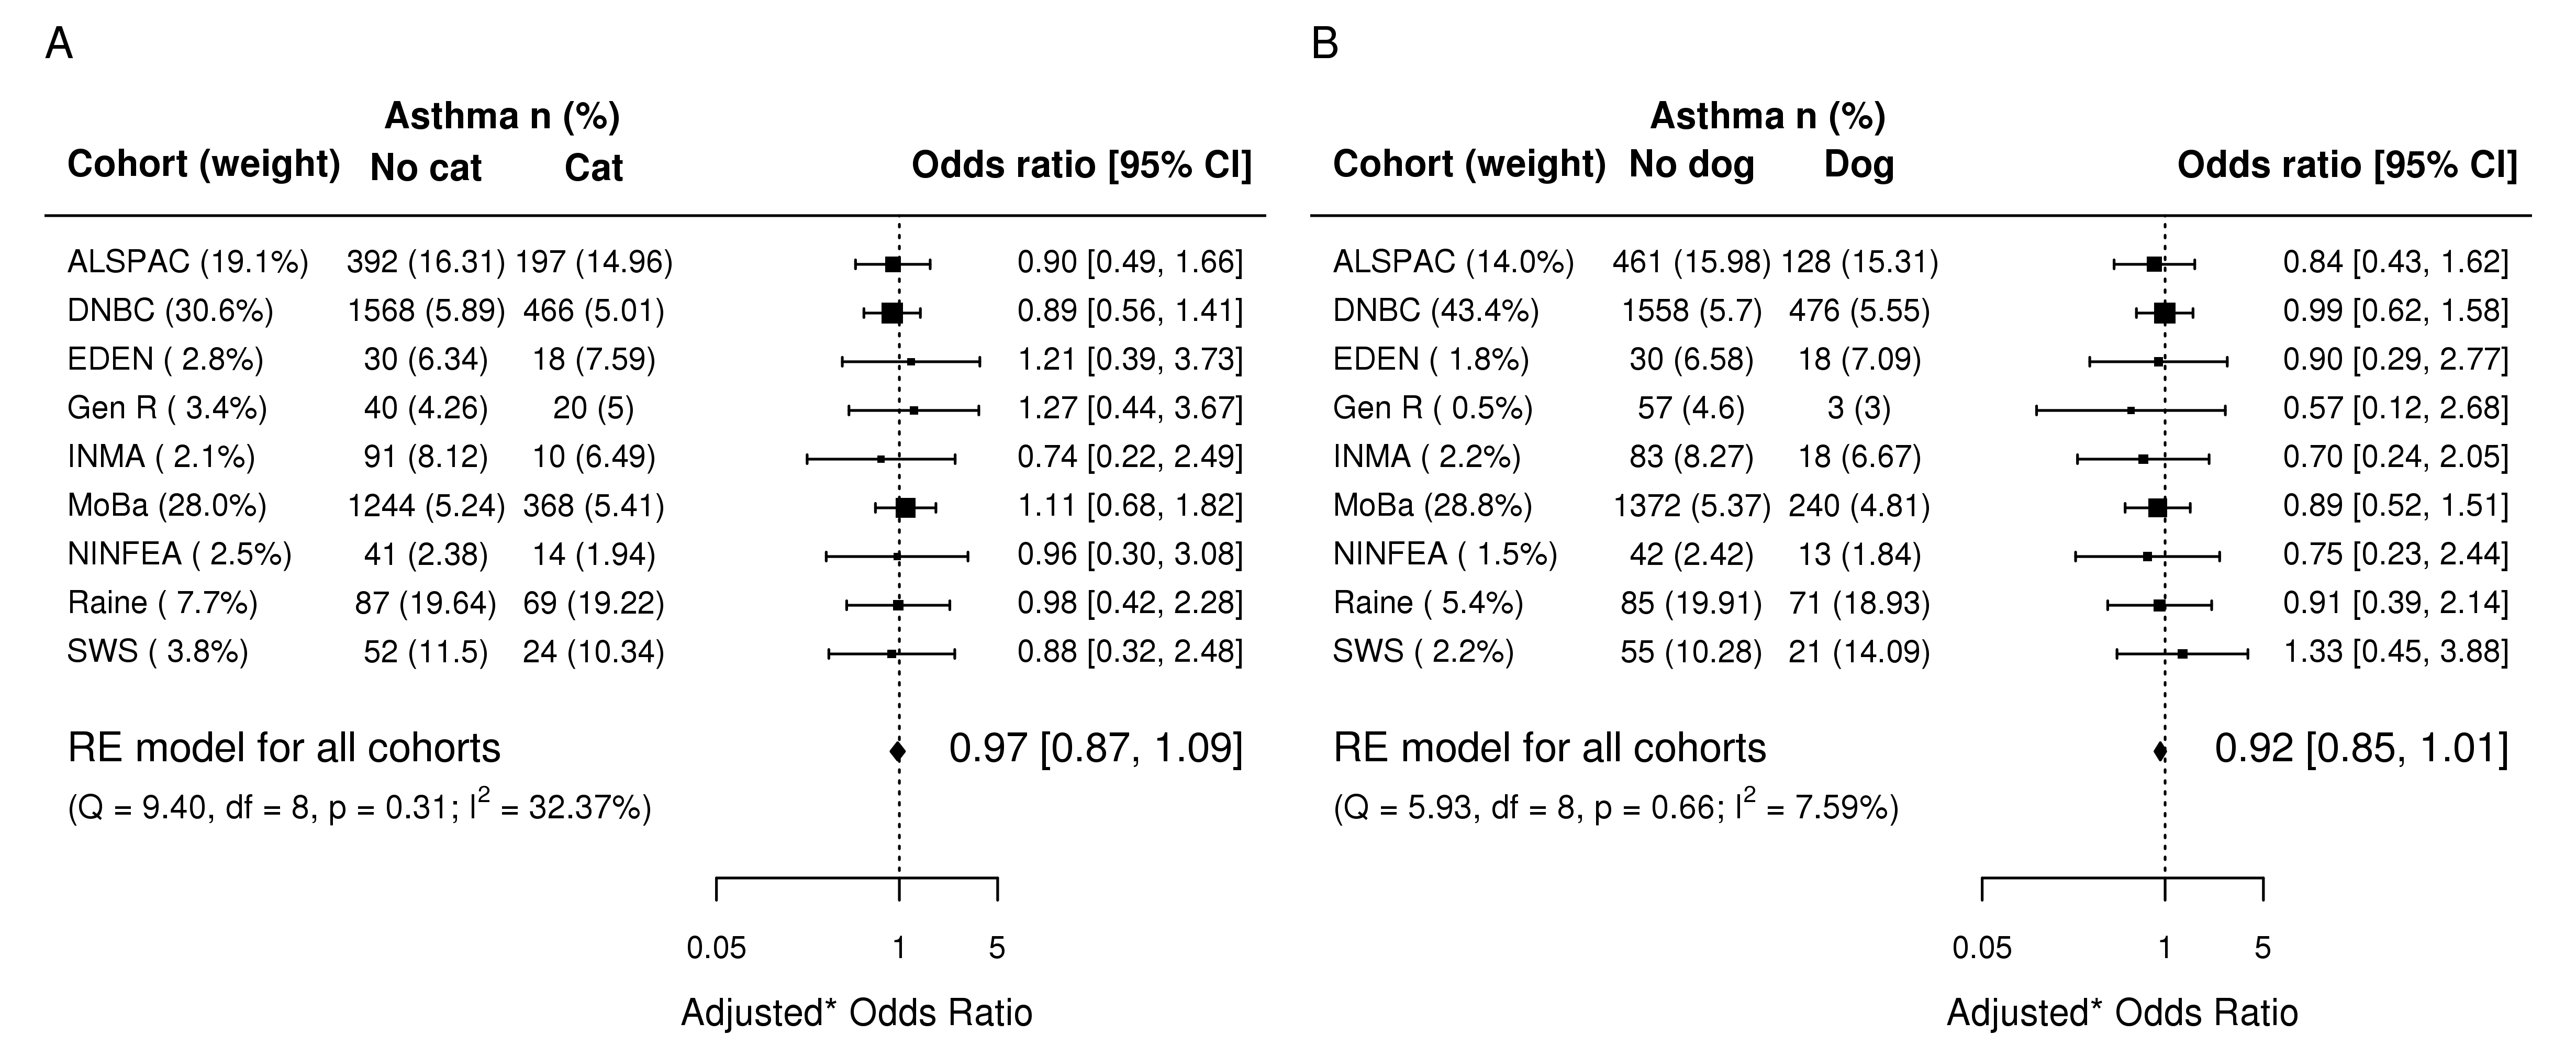 A
Asthma n (%)
Cohort (weight) No cat Cat Odds ratio [95% CI]
ALSPAC (19.1%) 392 (16.31) 197 (14.96) 0.90 [0.49, 1.66]
DNBC (30.6%) 1568 (5.89) 466 (5.01) 0.89 [0.56, 1.41]
EDEN ( 2.8%) 30 (6.34) 18 (7.59) 1.21 [0.39, 3.73]
Gen R ( 3.4%) 40 (4.26) 20 (5) 1.27 [0.44, 3.67]
INMA ( 2.1%) 91 (8.12) 10 (6.49) 0.74 [0.22, 2.49]
MoBa (28.0%) 1244 (5.24) 368 (5.41) 1.11 [0.68, 1.82]
NINFEA ( 2.5%) 41 (2.38) 14 (1.94) 0.96 [0.30, 3.08]
Raine ( 7.7%) 87 (19.64) 69 (19.22) 0.98 [0.42, 2.28]
SWS ( 3.8%) 52 (11.5) 24 (10.34) 0.88 [0.32, 2.48]
RE model for all cohorts 0.97 [0.87, 1.09]
(Q = 9.40, df = 8, p = 0.31; I² = 32.37%)
0.05 1 5
Adjusted* Odds Ratio
B
Asthma n (%)
Cohort (weight) No dog Dog Odds ratio [95% CI]
ALSPAC (14.0%) 461 (15.98) 128 (15.31) 0.84 [0.43, 1.62]
DNBC (43.4%) 1558 (5.7) 476 (5.55) 0.99 [0.62, 1.58]
EDEN ( 1.8%) 30 (6.58) 18 (7.09) 0.90 [0.29, 2.77]
Gen R ( 0.5%) 57 (4.6) 3 (3) 0.57 [0.12, 2.68]
INMA ( 2.2%) 83 (8.27) 18 (6.67) 0.70 [0.24, 2.05]
MoBa (28.8%) 1372 (5.37) 240 (4.81) 0.89 [0.52, 1.51]
NINFEA ( 1.5%) 42 (2.42) 13 (1.84) 0.75 [0.23, 2.44]
Raine ( 5.4%) 85 (19.91) 71 (18.93) 0.91 [0.39, 2.14]
SWS ( 2.2%) 55 (10.28) 21 (14.09) 1.33 [0.45, 3.88]
RE model for all cohorts 0.92 [0.85, 1.01]
(Q = 5.93, df = 8, p = 0.66; I² = 7.59%)
0.05 1 5
Adjusted* Odds Ratio